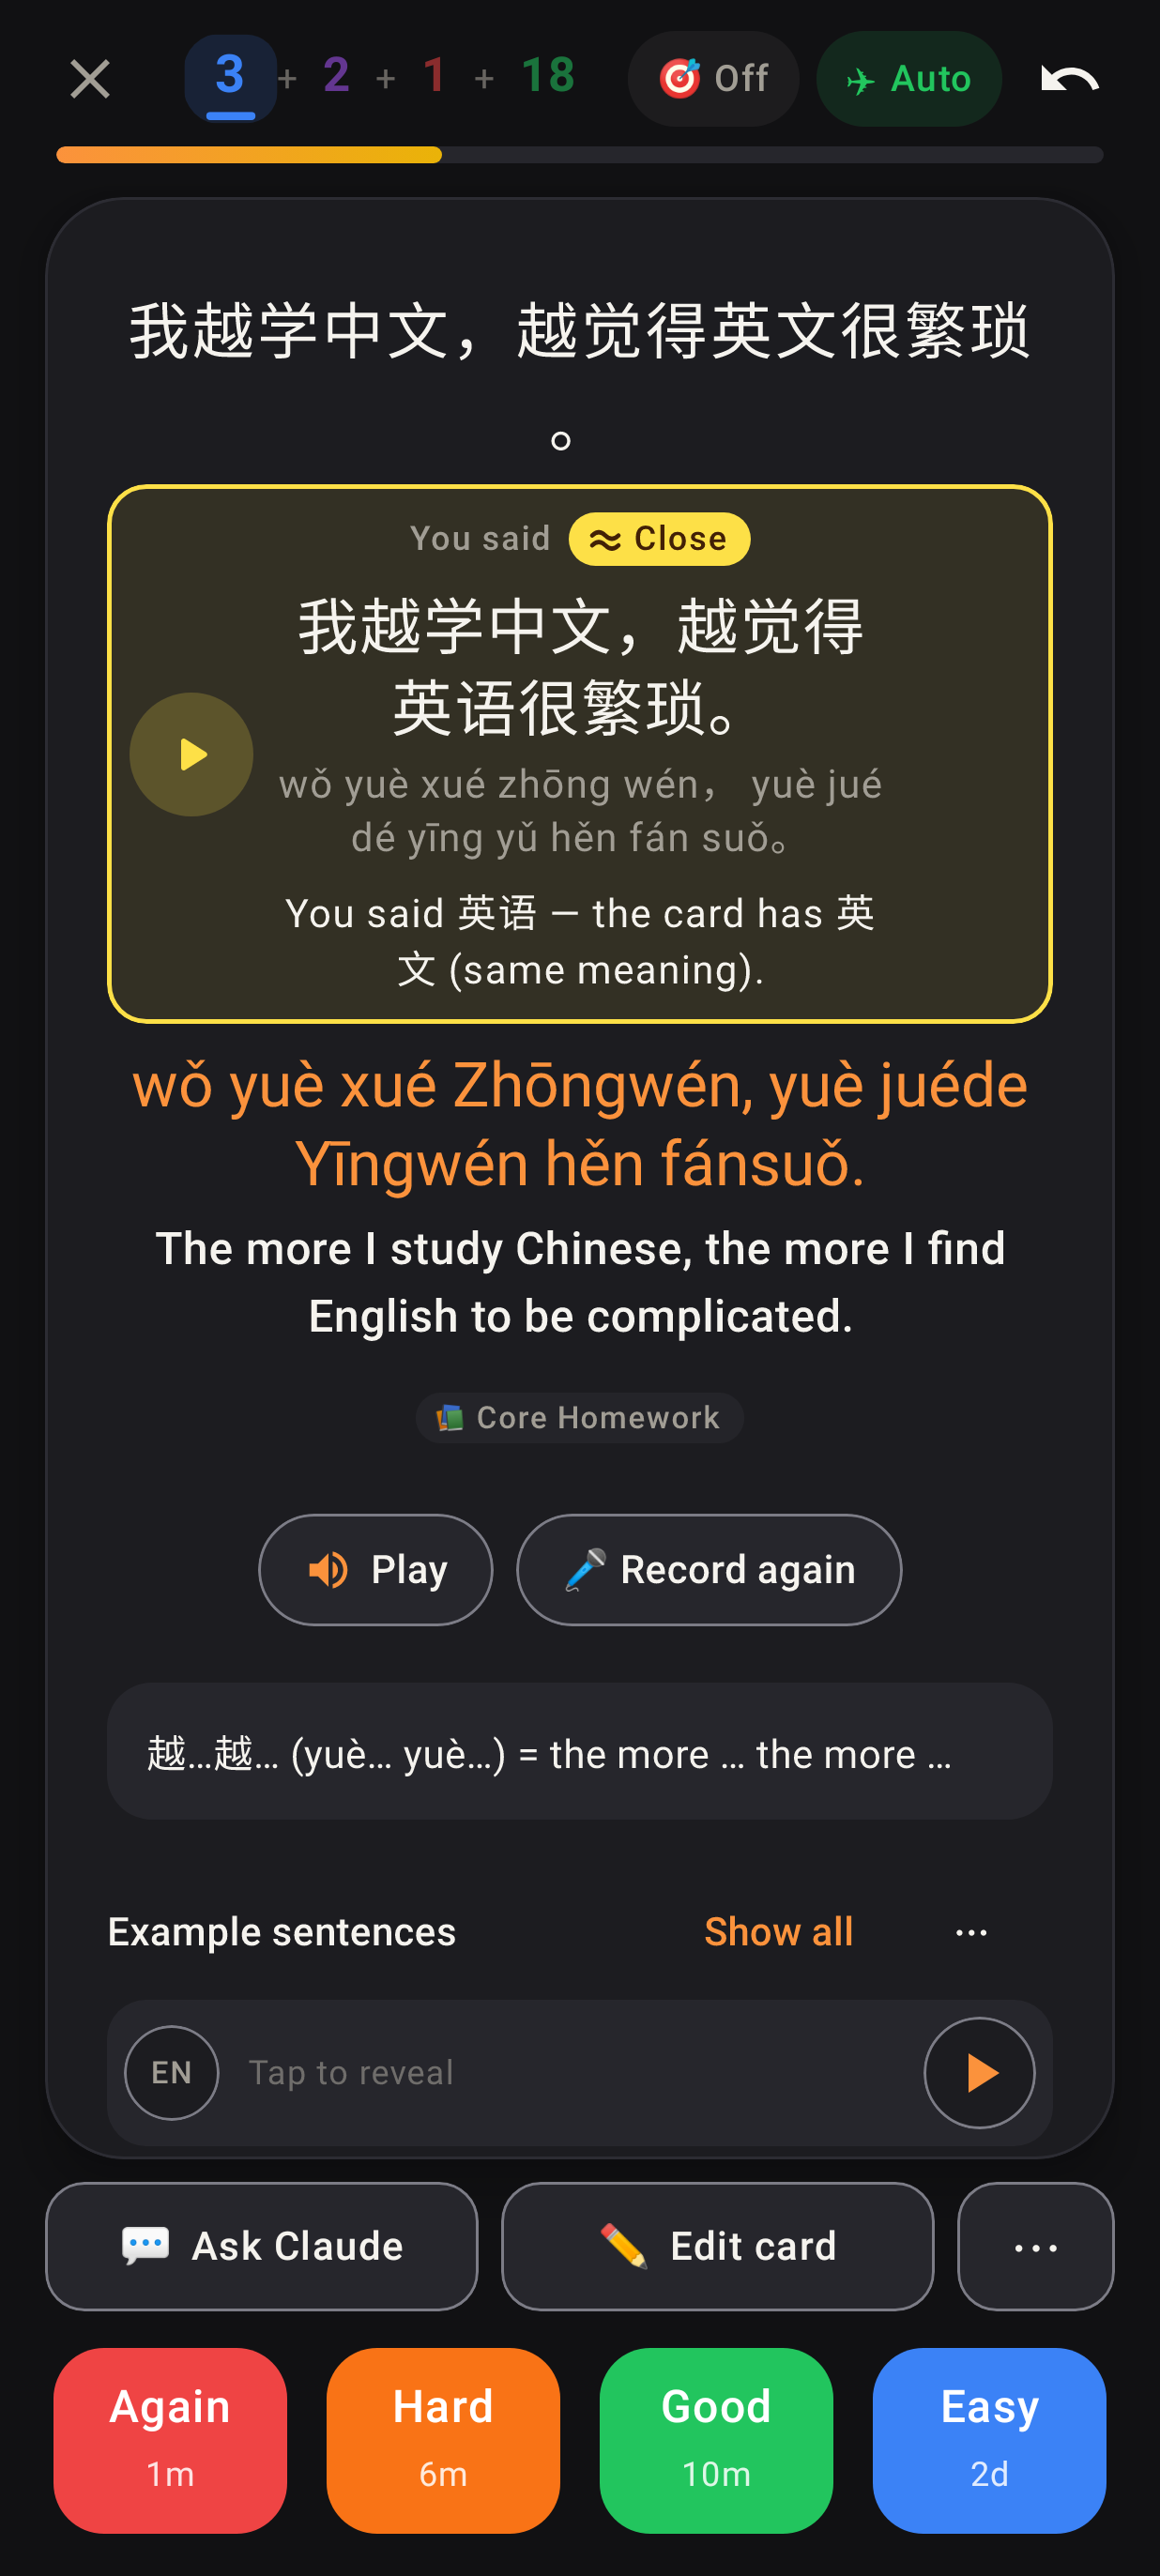 3 + 2 + 1 + 18 Off Auto
我越学中文，越觉得英文很繁琐
。
You said Close
我越学中文，越觉得
英语很繁琐。
wǒ yuè xué zhōng wén， yuè jué
dé yīng yǔ hěn fán suǒ。
You said 英语 — the card has 英
文 (same meaning).
wǒ yuè xué Zhōngwén, yuè juéde
Yīngwén hěn fánsuǒ.
The more I study Chinese, the more I find
English to be complicated.
Core Homework
Play Record again
越…越… (yuè… yuè…) = the more … the more …
Example sentences Show all ...
EN Tap to reveal
Ask Claude Edit card ...
Again Hard Good Easy
1m 6m 10m 2d